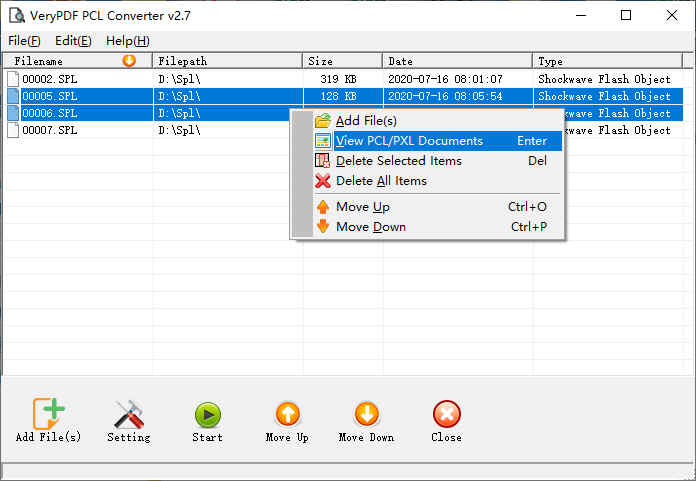 VeryPDF PCL Converter v2.7
File(F) Edit(E) Help(H)
Filename Filepath Size Date Type
00002.SPL D:\Spl\ 319 KB 2020-07-16 08:01:07 Shockwave Flash Object
00005.SPL D:\Spl\ 128 KB 2020-07-16 08:05:54 Shockwave Flash Object
00006.SPL D:\Spl\ Shockwave Flash Object
00007.SPL D:\Spl\ Shockwave Flash Object
Add File(s)
View PCL/PXL Documents Enter
Delete Selected Items Del
Delete All Items
Move Up Ctrl+O
Move Down Ctrl+P
Add File(s) Setting Start Move Up Move Down Close